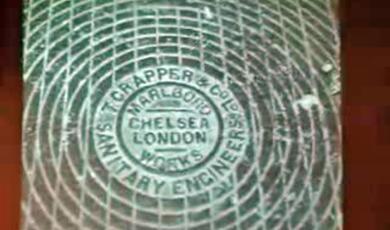 T.CRAPPER & Co LTD
SANITARY ENGINEERS
MARLBORO
CHELSEA
LONDON
WORKS